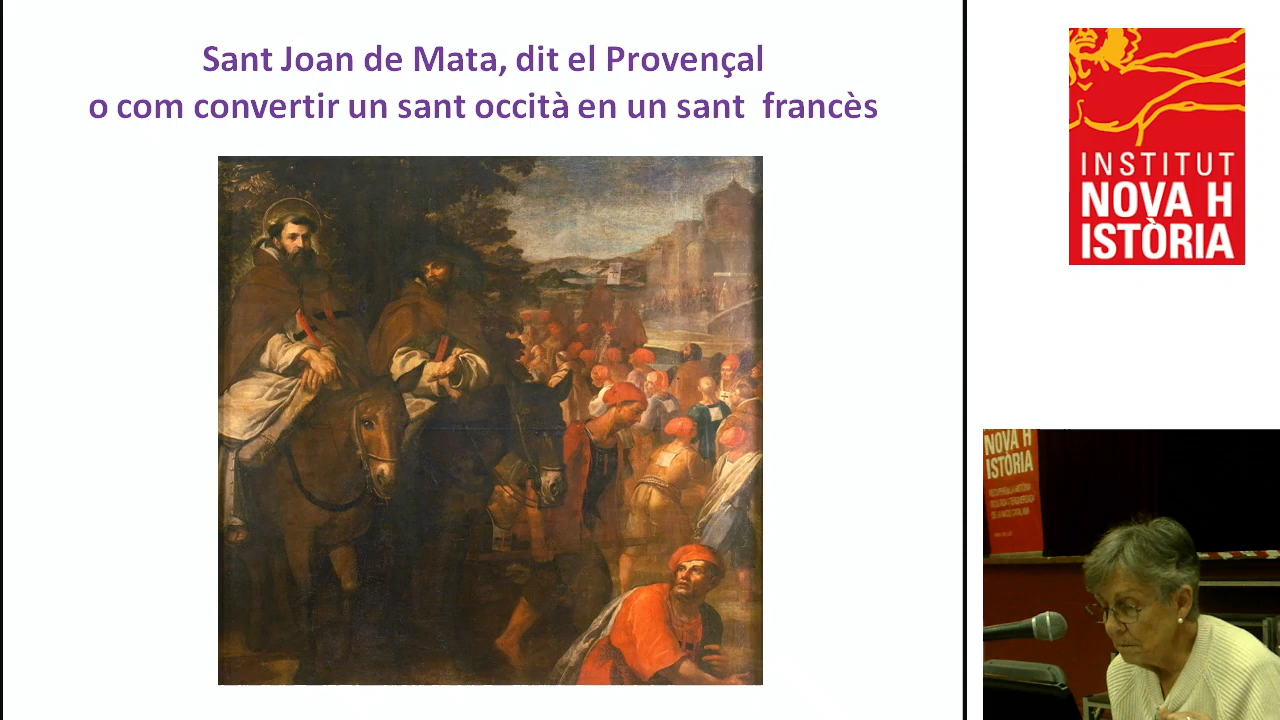 Sant Joan de Mata, dit el Provençal
o com convertir un sant occità en un sant francès
INSTITUT
NOVA H
ISTÒRIA
NOVA H
ISTÒRIA